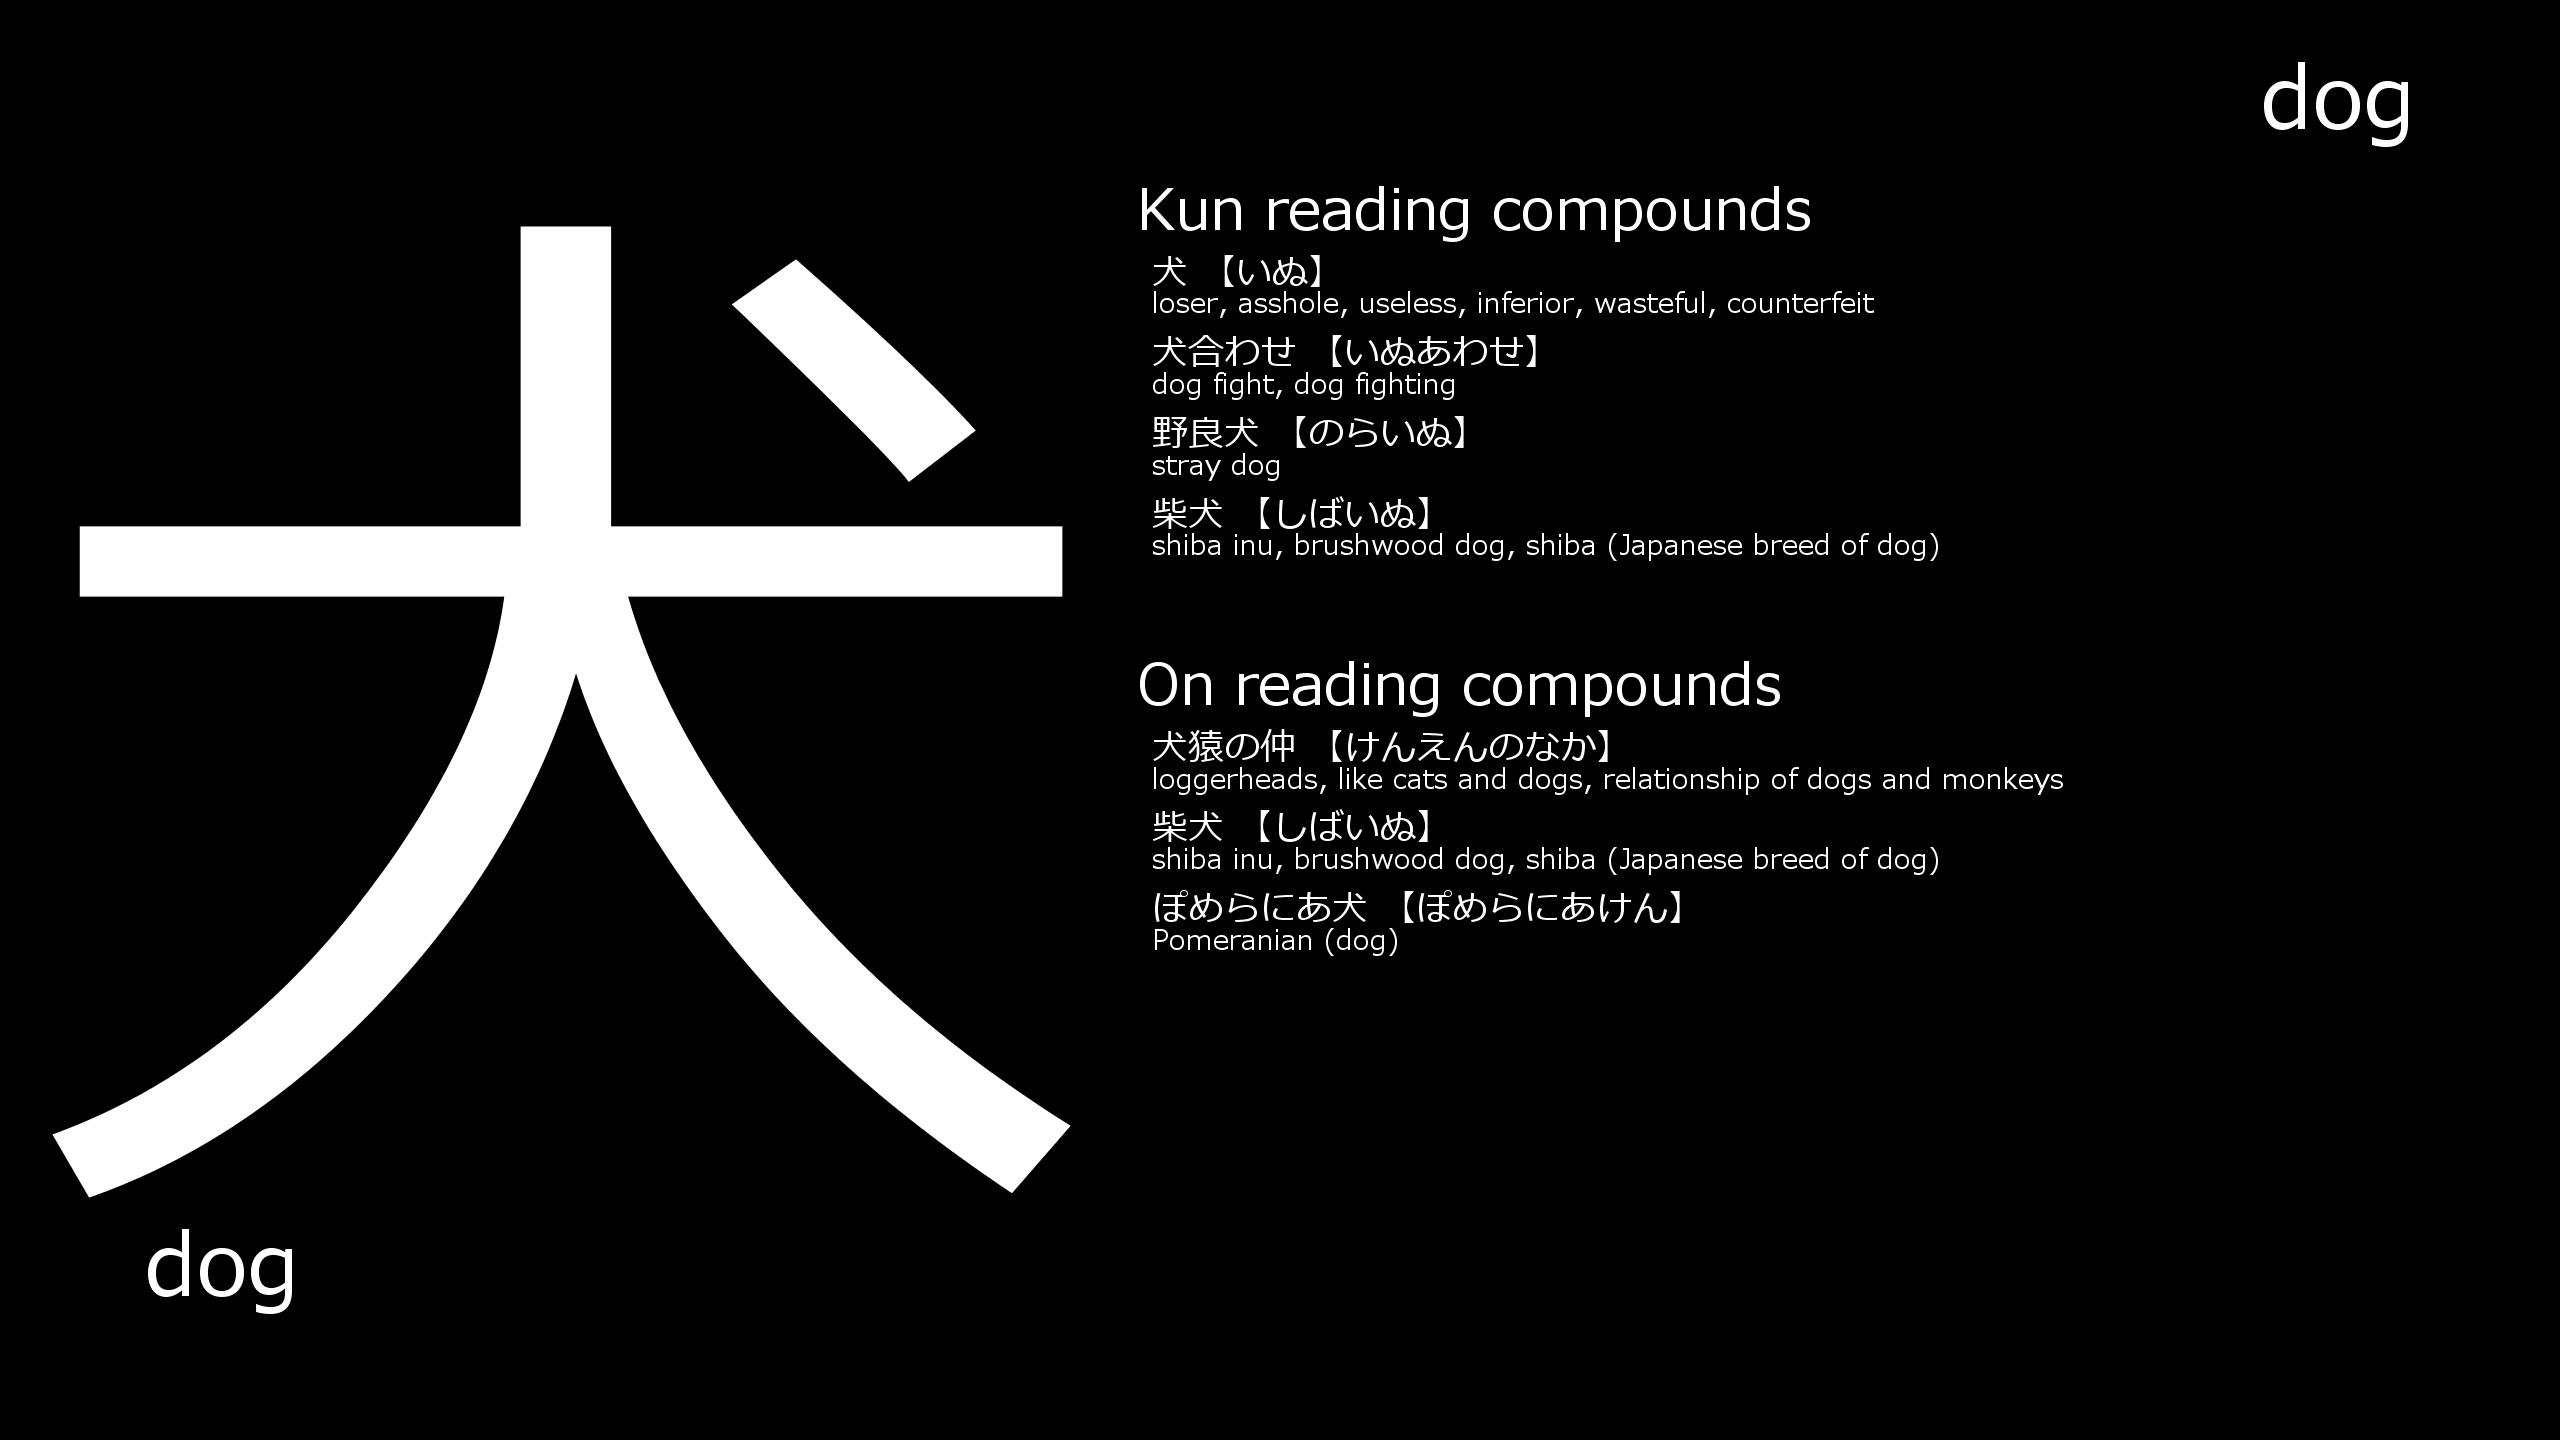 dog
犬
Kun reading compounds
犬 【いぬ】
loser, asshole, useless, inferior, wasteful, counterfeit
犬合わせ 【いぬあわせ】
dog fight, dog fighting
野良犬 【のらいぬ】
stray dog
柴犬 【しばいぬ】
shiba inu, brushwood dog, shiba (Japanese breed of dog)
On reading compounds
犬猿の仲 【けんえんのなか】
loggerheads, like cats and dogs, relationship of dogs and monkeys
柴犬 【しばいぬ】
shiba inu, brushwood dog, shiba (Japanese breed of dog)
ぽめらにあ犬 【ぽめらにあけん】
Pomeranian (dog)
dog